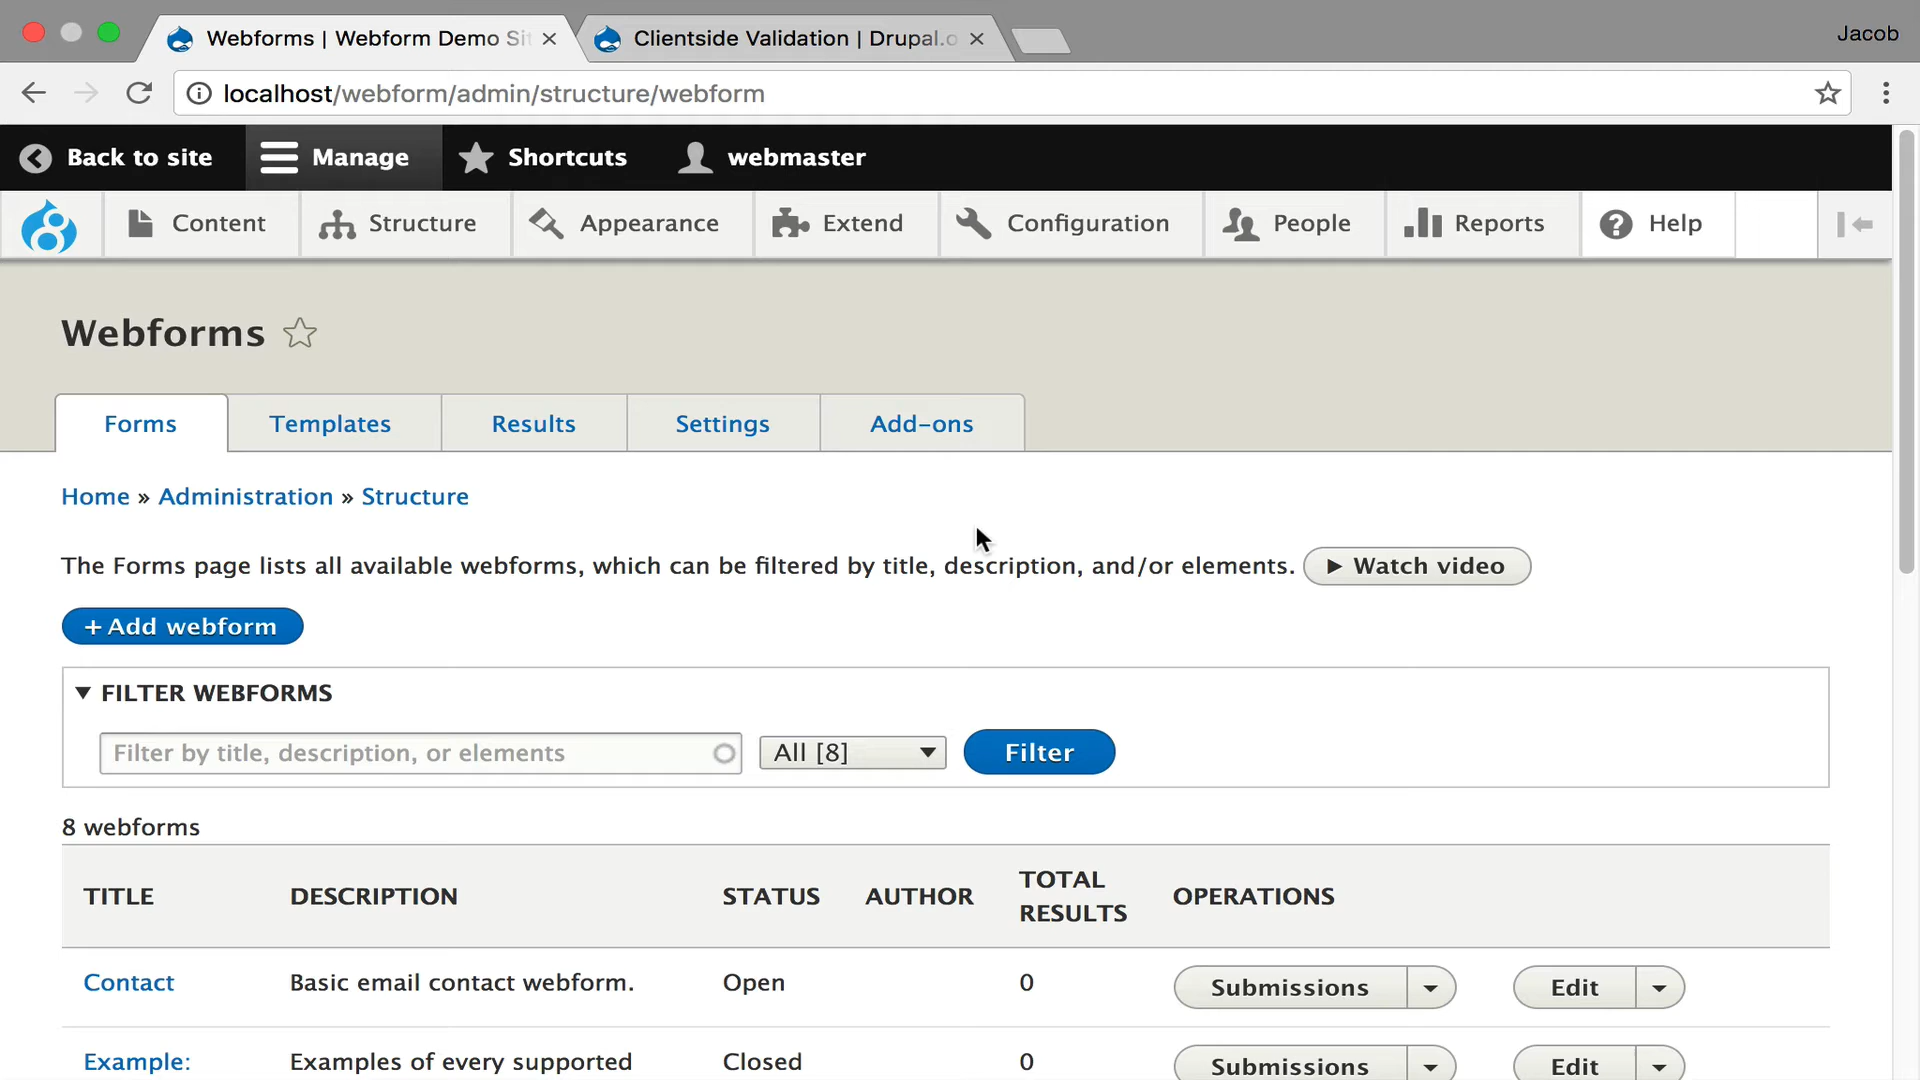 Webforms | Webform Demo Si
Clientside Validation | Drupal.o
Jacob
localhost/webform/admin/structure/webform
Back to site
Manage
Shortcuts
webmaster
Content
Structure
Appearance
Extend
Configuration
People
Reports
Help
Webforms
Forms
Templates
Results
Settings
Add-ons
Home » Administration » Structure
The Forms page lists all available webforms, which can be filtered by title, description, and/or elements.
Watch video
+ Add webform
FILTER WEBFORMS
Filter by title, description, or elements
All [8]
Filter
8 webforms
TITLE
DESCRIPTION
STATUS
AUTHOR
TOTAL
RESULTS
OPERATIONS
Contact
Basic email contact webform.
Open
0
Submissions
Edit
Example:
Examples of every supported
Closed
0
Submissions
Edit